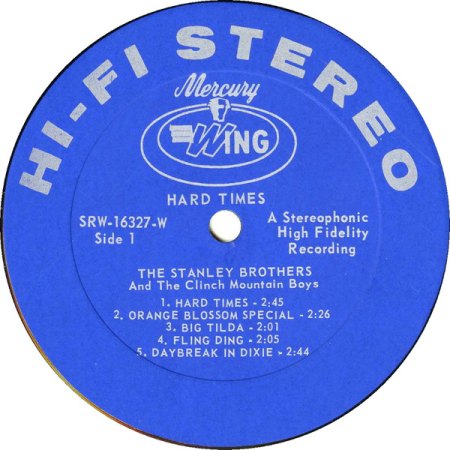 HI-FI STEREO
Mercury
WING
HARD TIMES
SRW-16327-W
Side 1
A Stereophonic
High Fidelity
Recording
THE STANLEY BROTHERS
And The Clinch Mountain Boys
1. HARD TIMES - 2:45
2. ORANGE BLOSSOM SPECIAL - 2:26
3. BIG TILDA - 2:01
4. FLING DING - 2:05
5. DAYBREAK IN DIXIE - 2:44